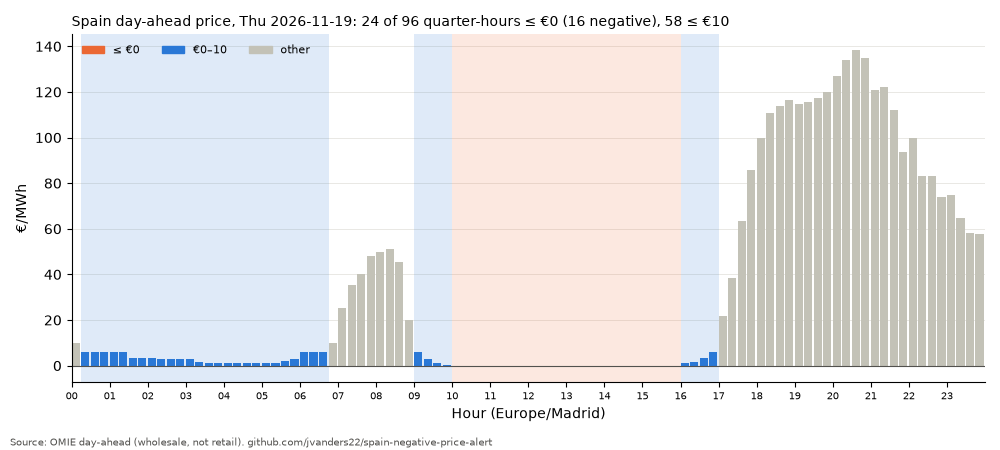 Spain day-ahead price, Thu 2026-11-19: 24 of 96 quarter-hours ≤ €0 (16 negative), 58 ≤ €10
≤ €0 €0–10 other
140
120
100
80
60
40
20
0
€/MWh
00 01 02 03 04 05 06 07 08 09 10 11 12 13 14 15 16 17 18 19 20 21 22 23
Hour (Europe/Madrid)
Source: OMIE day-ahead (wholesale, not retail). github.com/jvanders22/spain-negative-price-alert